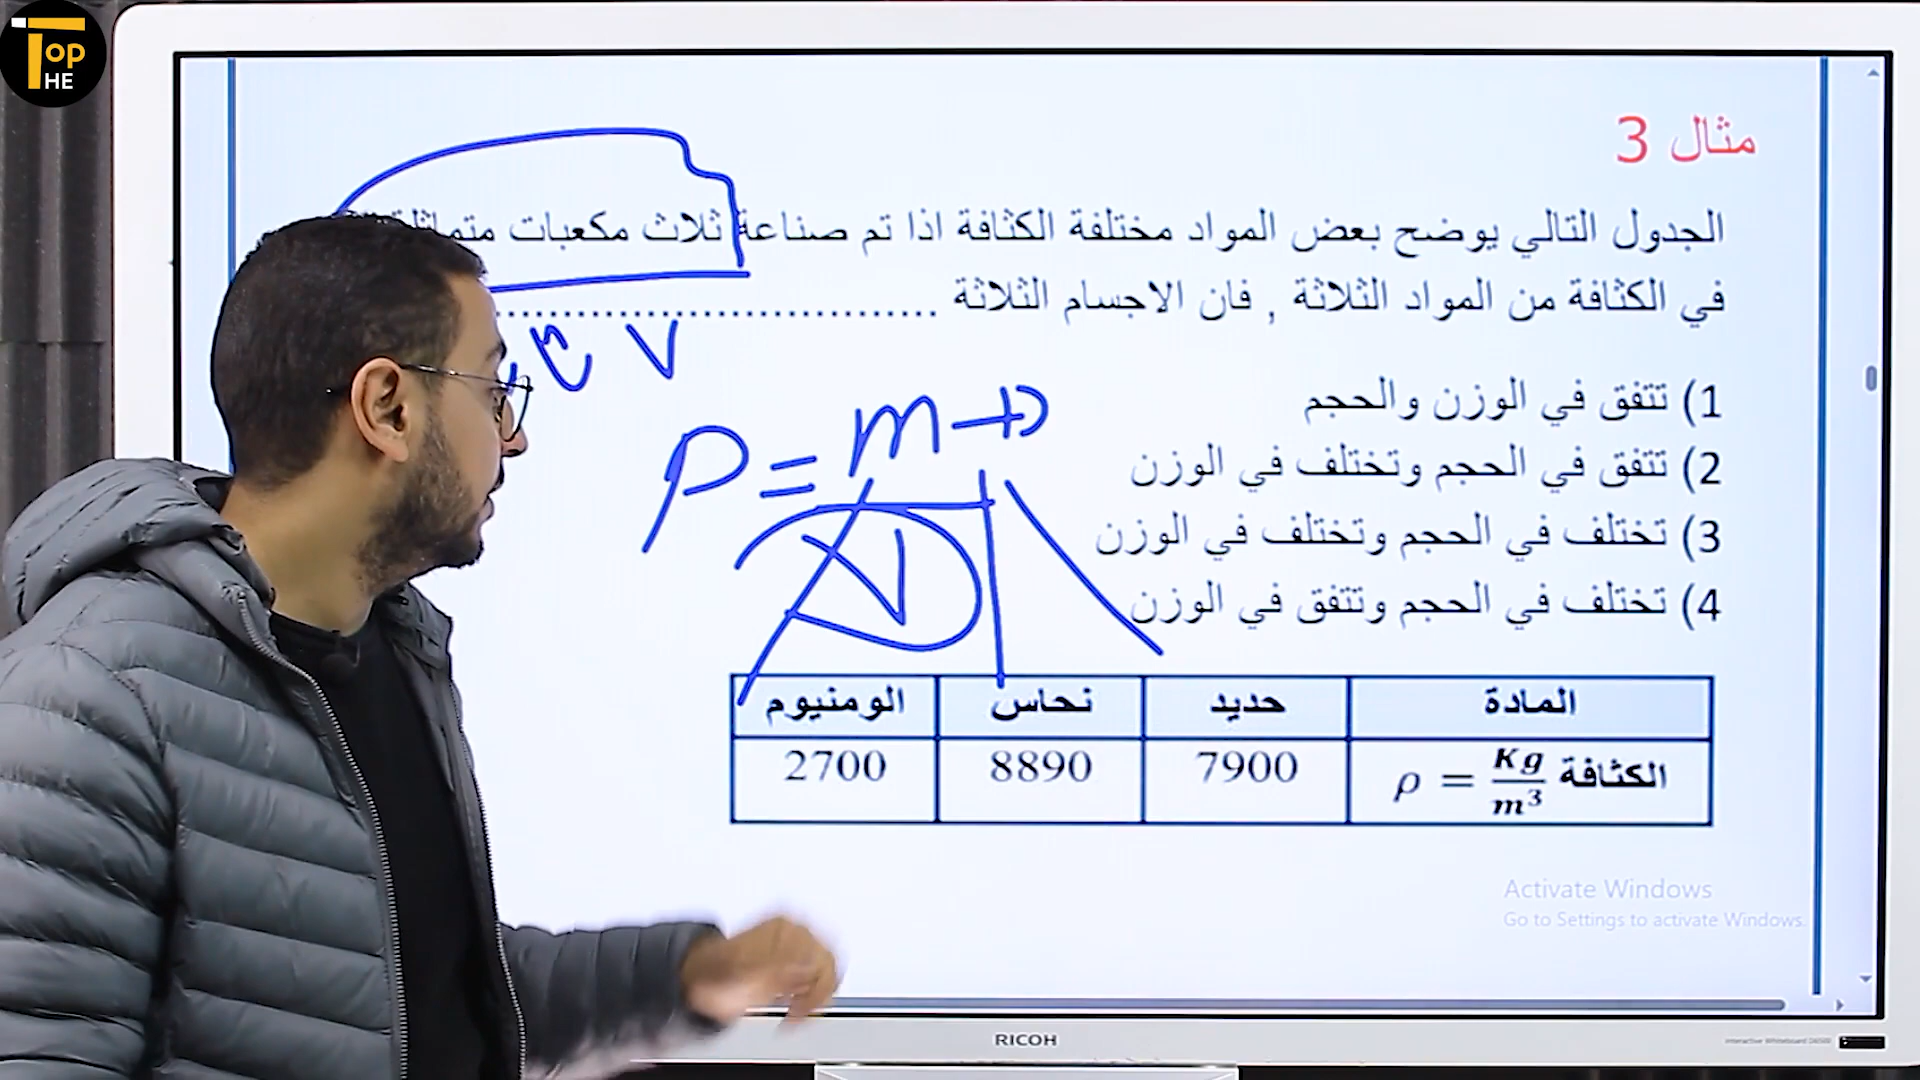 TOP
THE
مثال 3
الجدول التالي يوضح بعض المواد مختلفة الكثافة اذا تم صناعة ثلاث مكعبات متماثلة
في الكثافة من المواد الثلاثة , فان الاجسام الثلاثة ........................................
V
ρ = m →
V
1) تتفق في الوزن والحجم
2) تتفق في الحجم وتختلف في الوزن
3) تختلف في الحجم وتختلف في الوزن
4) تختلف في الحجم وتتفق في الوزن
المادة حديد نحاس الومنيوم
الكثافة ρ = Kg/m³ 7900 8890 2700
Activate Windows
Go to Settings to activate Windows.
RICOH